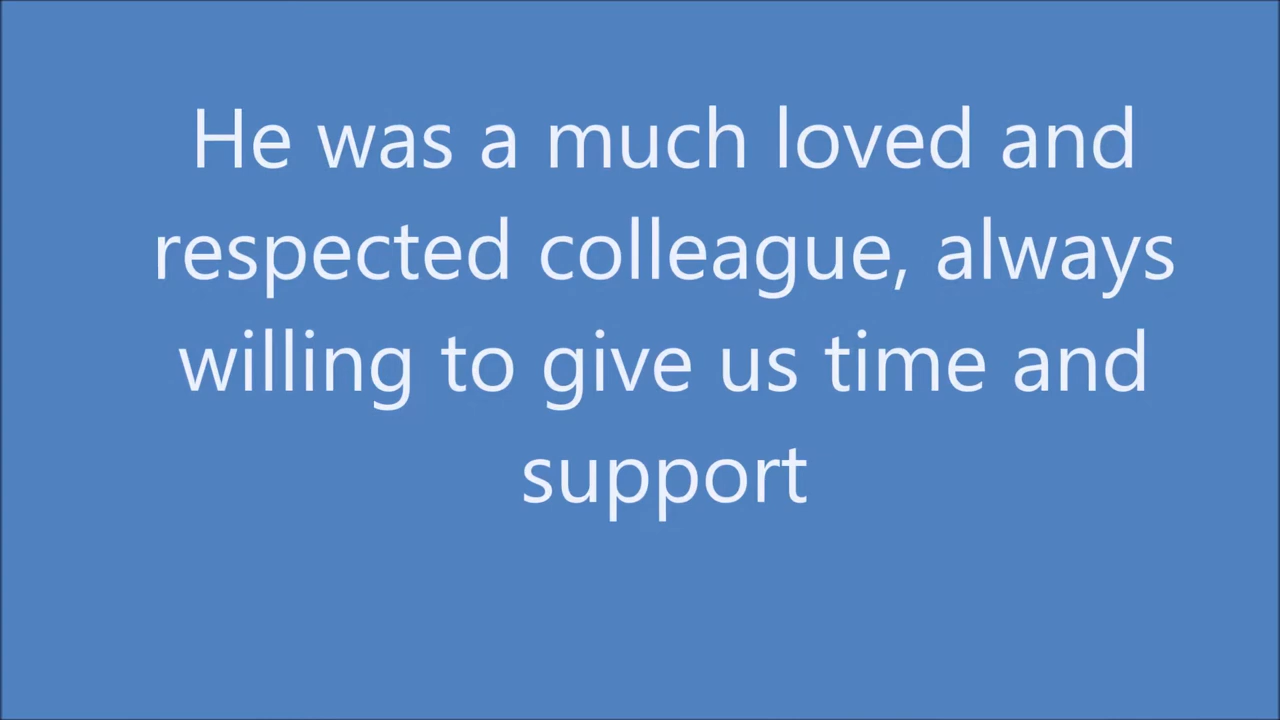 He was a much loved and
respected colleague, always
willing to give us time and
support